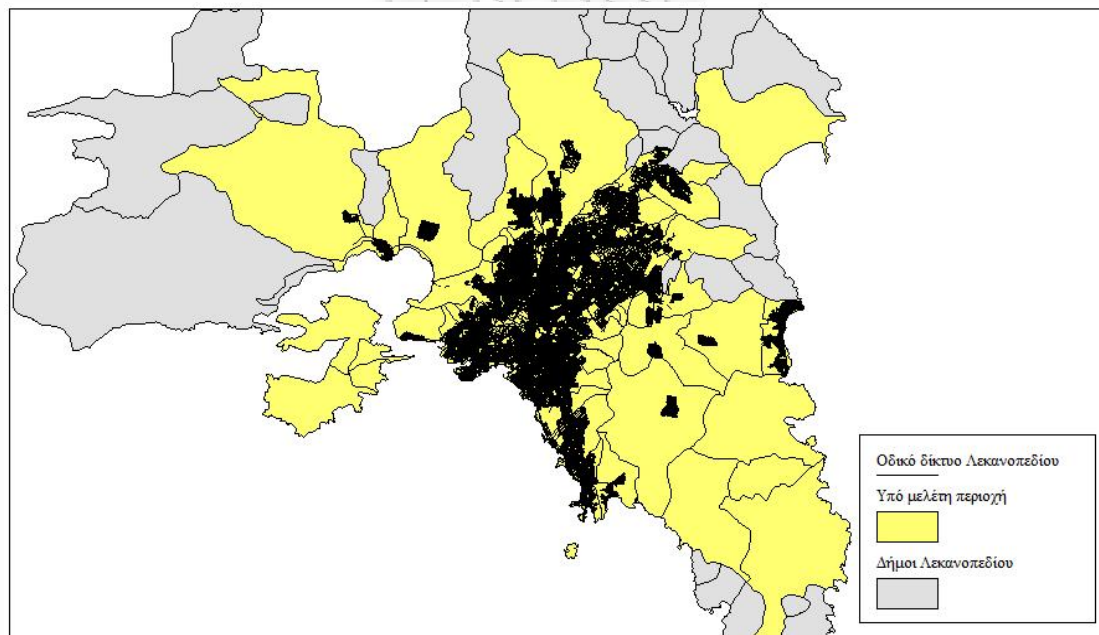 Οδικό δίκτυο Λεκανοπεδίου
Υπό μελέτη περιοχή
Δήμοι Λεκανοπεδίου